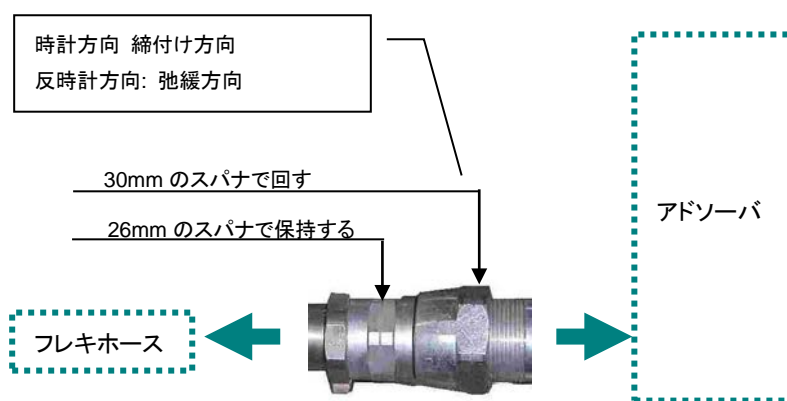 時計方向 締付け方向
反時計方向: 弛緩方向
30mm のスパナで回す
26mm のスパナで保持する
アドソーバ
フレキホース